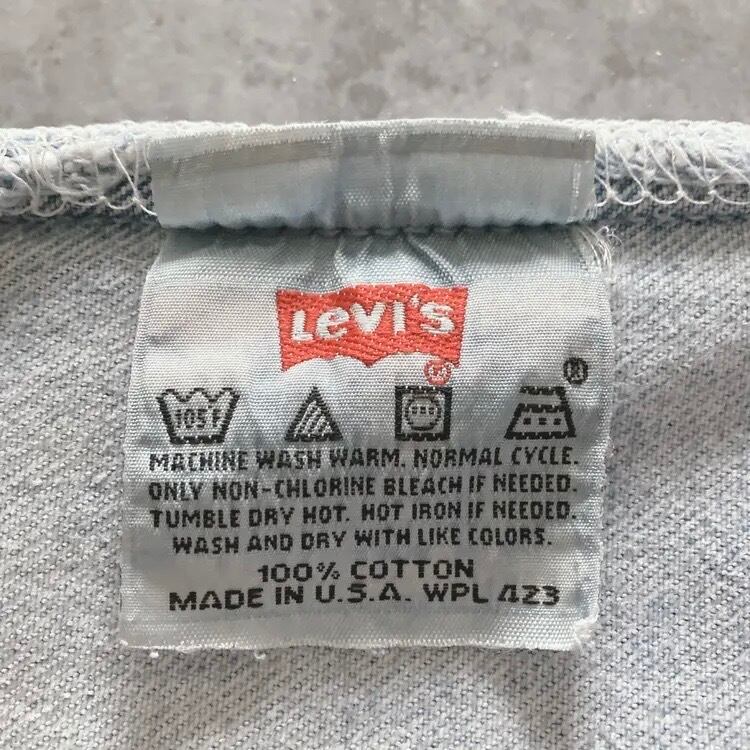 Levi's
®
105F
MACHINE WASH WARM. NORMAL CYCLE.
ONLY NON-CHLORINE BLEACH IF NEEDED.
TUMBLE DRY HOT. HOT IRON IF NEEDED.
WASH AND DRY WITH LIKE COLORS.
100% COTTON
MADE IN U.S.A. WPL 423